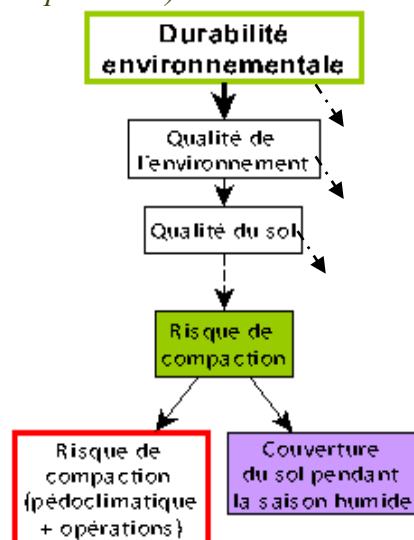 Durabilité
environnementale
Qualité de
l'environnement
Qualité du sol
Risque de
compaction
Risque de
compaction
(pédoclimatique
+ opérations)
Couverture
du sol pendant
la saison humide